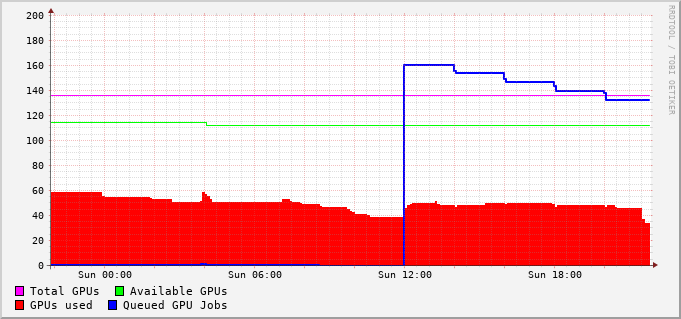 200
180
160
140
120
100
80
60
40
20
0
Sun 00:00 Sun 06:00 Sun 12:00 Sun 18:00
Total GPUs Available GPUs
GPUs used Queued GPU Jobs
RRDTOOL / TOBI OETIKER